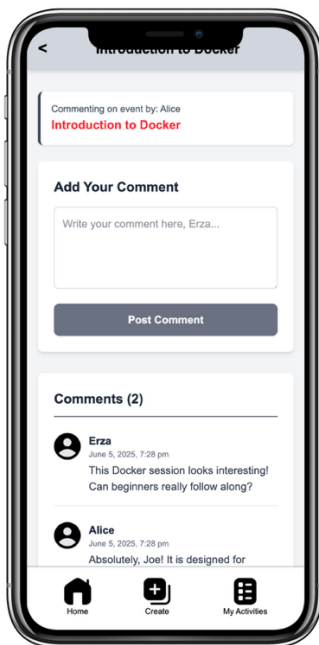 <
Introduction to Docker
Commenting on event by: Alice
Introduction to Docker
Add Your Comment
Write your comment here, Erza...
Post Comment
Comments (2)
Erza
June 5, 2025, 7:28 pm
This Docker session looks interesting!
Can beginners really follow along?
Alice
June 5, 2025, 7:28 pm
Absolutely, Joe! It is designed for
Home
Create
My Activities